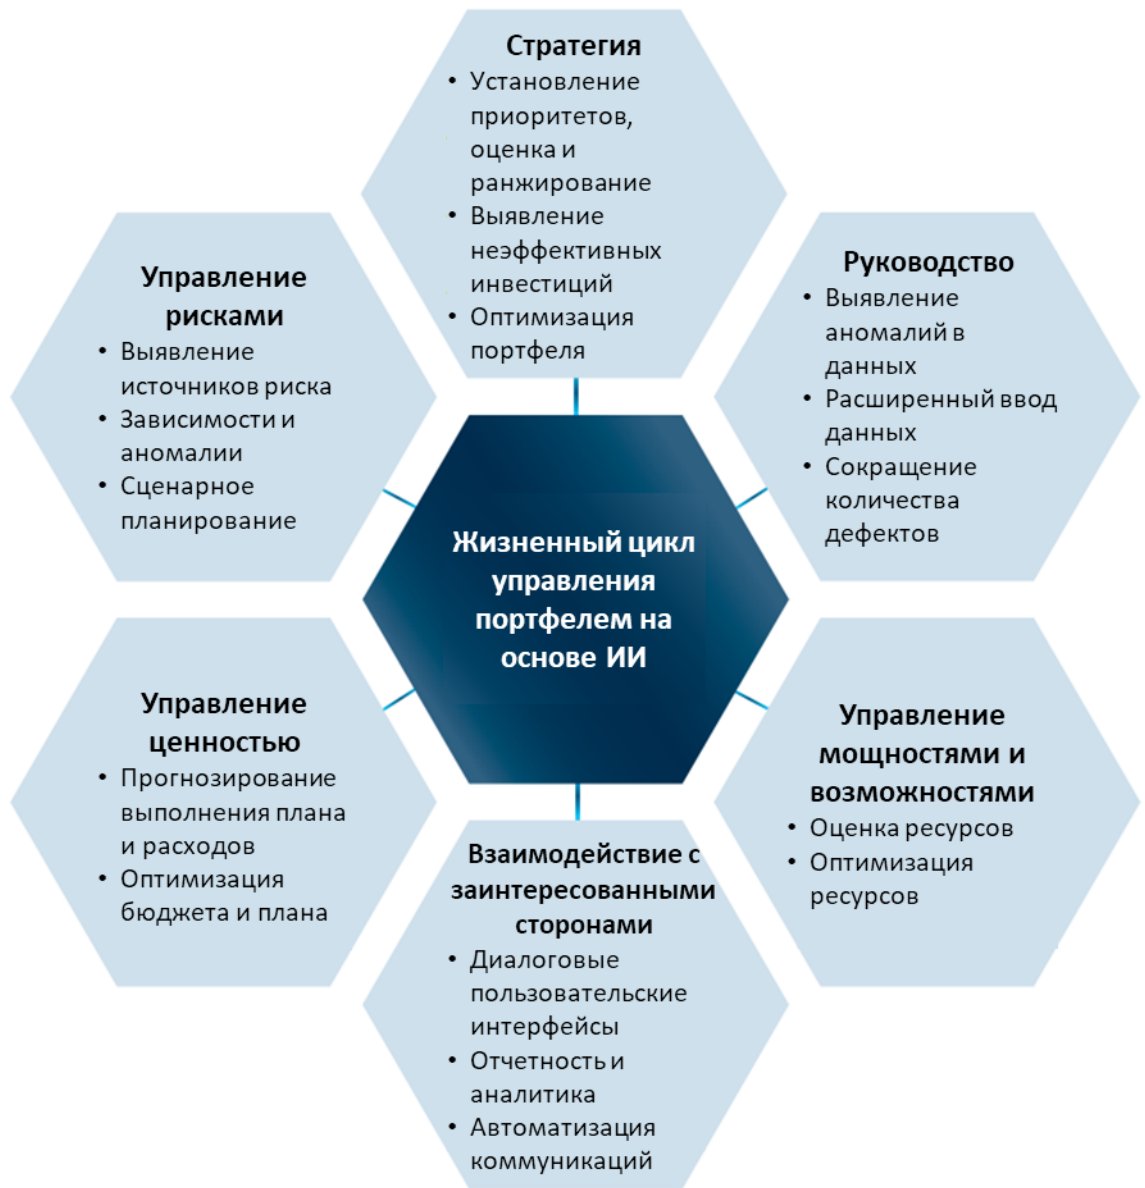 Стратегия
• Установление
приоритетов,
оценка и
ранжирование
• Выявление
неэффективных
инвестиций
• Оптимизация
портфеля
Руководство
• Выявление
аномалий в
данных
• Расширенный ввод
данных
• Сокращение
количества
дефектов
Управление
рисками
• Выявление
источников риска
• Зависимости и
аномалии
• Сценарное
планирование
Жизненный цикл
управления
портфелем на
основе ИИ
Управление
ценностью
• Прогнозирование
выполнения плана
и расходов
• Оптимизация
бюджета и плана
Управление
мощностями и
возможностями
• Оценка ресурсов
• Оптимизация
ресурсов
Взаимодействие с
заинтересованными
сторонами
• Диалоговые
пользовательские
интерфейсы
• Отчетность и
аналитика
• Автоматизация
коммуникаций